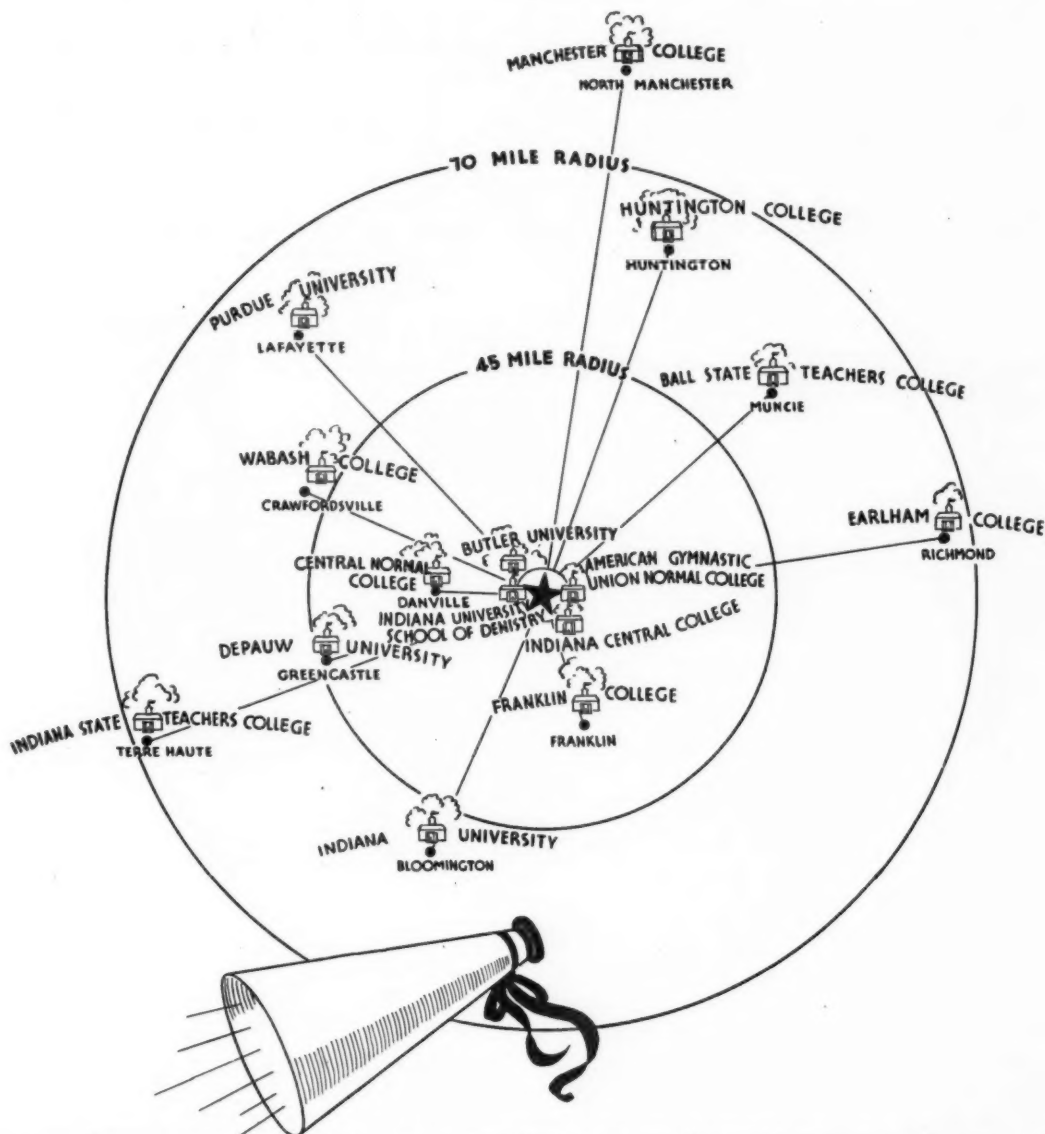 MANCHESTER COLLEGE
NORTH MANCHESTER
70 MILE RADIUS
HUNTINGTON COLLEGE
HUNTINGTON
PURDUE UNIVERSITY
LAFAYETTE
45 MILE RADIUS
BALL STATE TEACHERS COLLEGE
MUNCIE
WABASH COLLEGE
CRAWFORDSVILLE
EARLHAM COLLEGE
RICHMOND
BUTLER UNIVERSITY
AMERICAN GYMNASTIC
UNION NORMAL COLLEGE
CENTRAL NORMAL
COLLEGE
DANVILLE
INDIANA UNIVERSITY
SCHOOL OF DENISTRY
INDIANA CENTRAL COLLEGE
DEPAUW UNIVERSITY
GREENCASTLE
FRANKLIN COLLEGE
FRANKLIN
INDIANA STATE TEACHERS COLLEGE
TERRE HAUTE
INDIANA UNIVERSITY
BLOOMINGTON